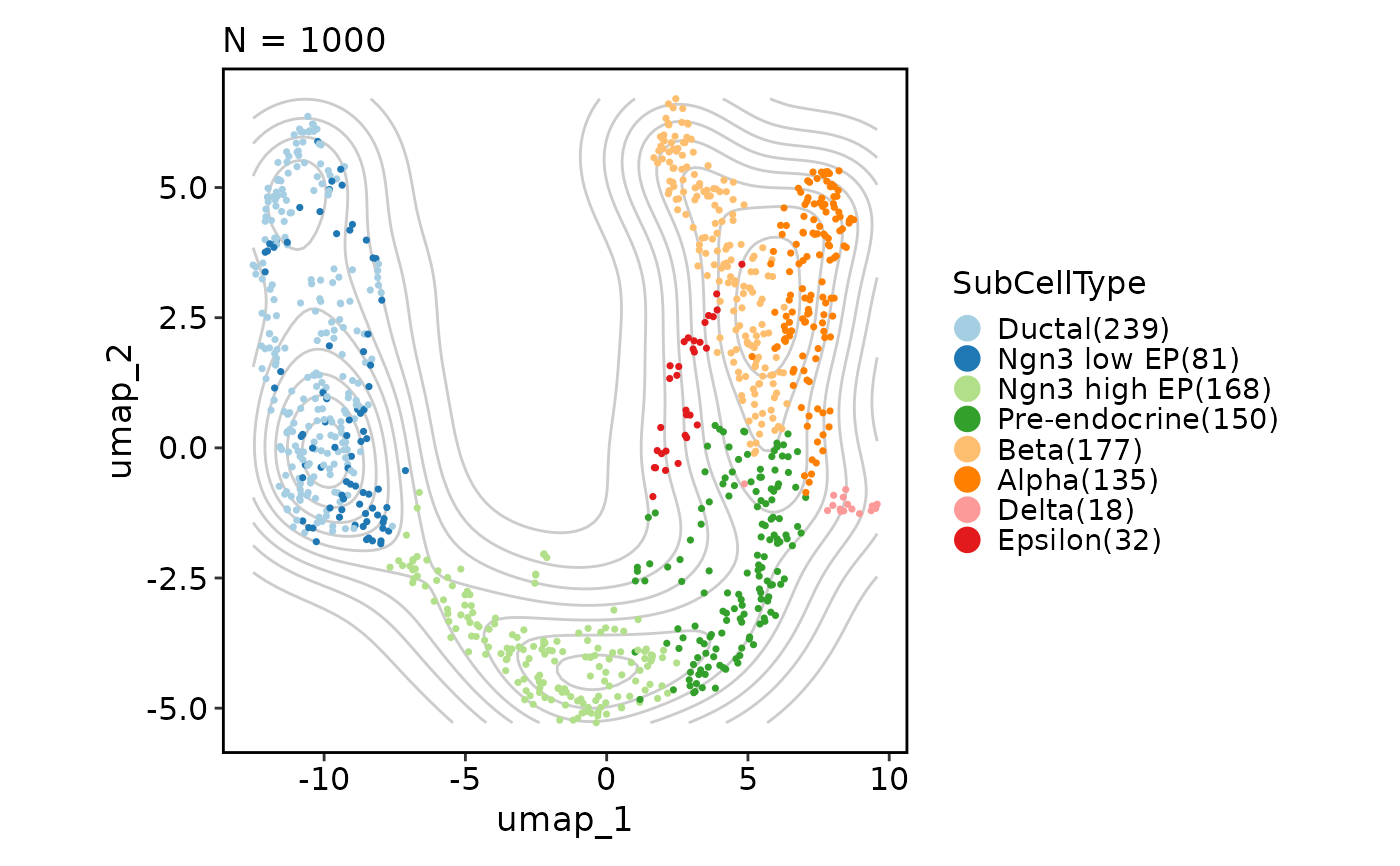 N = 1000
5.0
2.5
0.0
-2.5
-5.0
umap_2
-10
-5
0
5
10
umap_1
SubCellType
Ductal(239)
Ngn3 low EP(81)
Ngn3 high EP(168)
Pre-endocrine(150)
Beta(177)
Alpha(135)
Delta(18)
Epsilon(32)